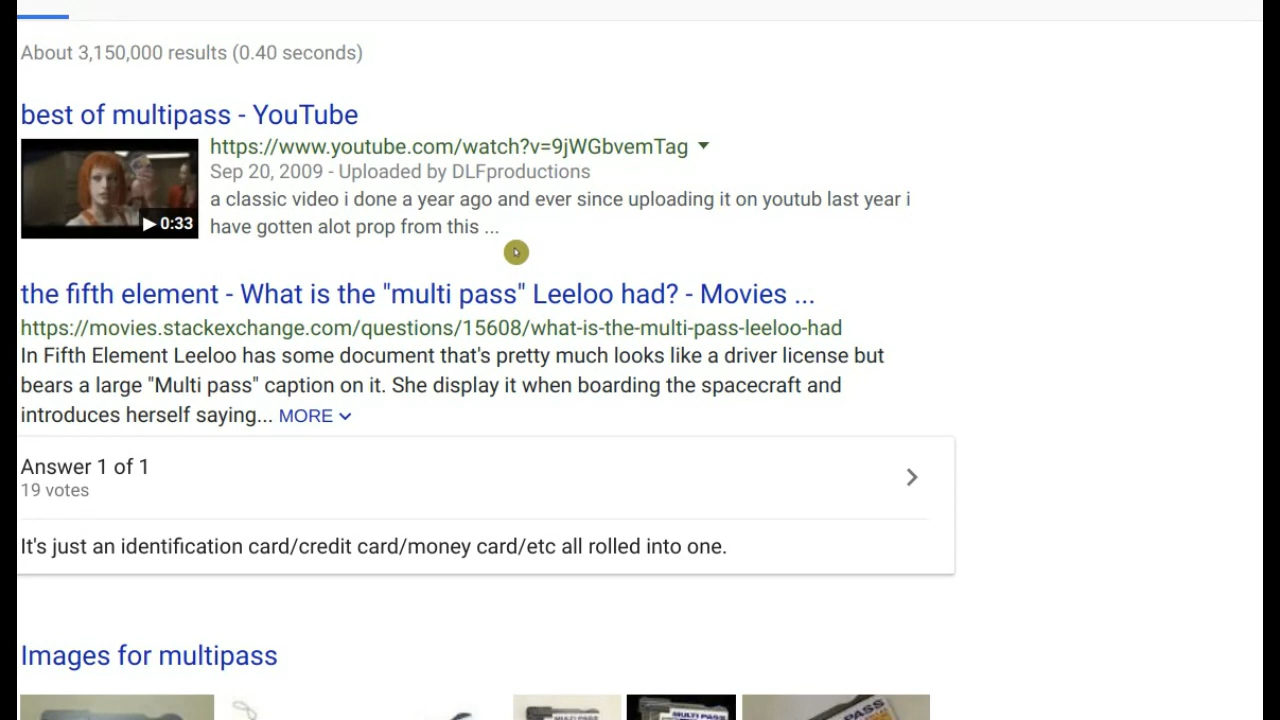 About 3,150,000 results (0.40 seconds)
best of multipass - YouTube
https://www.youtube.com/watch?v=9jWGbvemTag
Sep 20, 2009 - Uploaded by DLFproductions
a classic video i done a year ago and ever since uploading it on youtub last year i
have gotten alot prop from this ...
0:33
the fifth element - What is the "multi pass" Leeloo had? - Movies ...
https://movies.stackexchange.com/questions/15608/what-is-the-multi-pass-leeloo-had
In Fifth Element Leeloo has some document that's pretty much looks like a driver license but
bears a large "Multi pass" caption on it. She display it when boarding the spacecraft and
introduces herself saying... MORE
Answer 1 of 1
19 votes
It's just an identification card/credit card/money card/etc all rolled into one.
Images for multipass
MULTI PASS
MULTI PASS
PASS